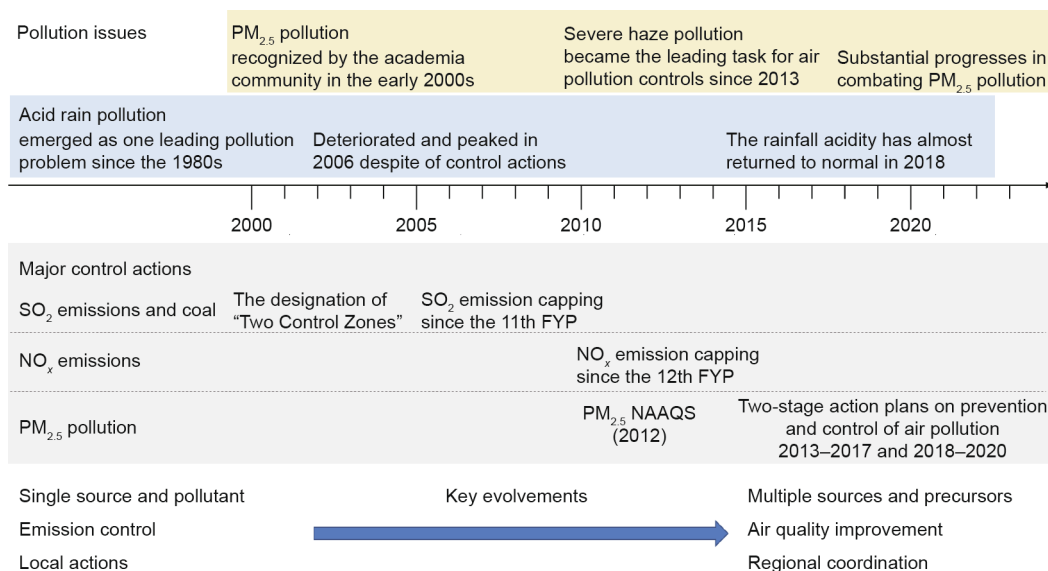 Pollution issues
PM2.5 pollution
recognized by the academia
community in the early 2000s
Severe haze pollution
became the leading task for air
pollution controls since 2013
Substantial progresses in
combating PM2.5 pollution
Acid rain pollution
emerged as one leading pollution
problem since the 1980s
Deteriorated and peaked in
2006 despite of control actions
The rainfall acidity has almost
returned to normal in 2018
2000 2005 2010 2015 2020
Major control actions
SO2 emissions and coal
The designation of
“Two Control Zones”
SO2 emission capping
since the 11th FYP
NOx emissions
NOx emission capping
since the 12th FYP
PM2.5 pollution
PM2.5 NAAQS
(2012)
Two-stage action plans on prevention
and control of air pollution
2013–2017 and 2018–2020
Single source and pollutant
Emission control
Local actions
Key evolvements
Multiple sources and precursors
Air quality improvement
Regional coordination